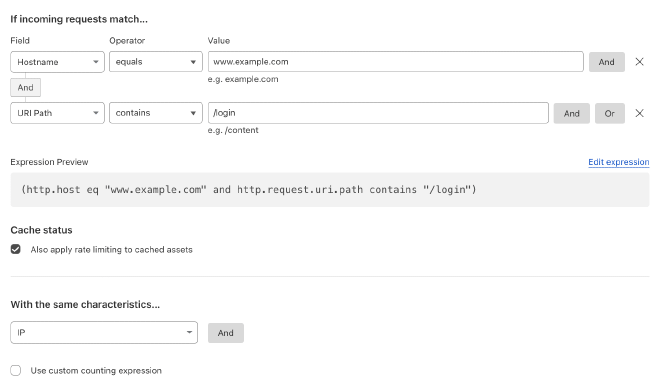 If incoming requests match...
Field Operator Value
Hostname equals www.example.com And
e.g. example.com
And
URI Path contains /login And Or
e.g. /content
Expression Preview Edit expression
(http.host eq "www.example.com" and http.request.uri.path contains "/login")
Cache status
Also apply rate limiting to cached assets
With the same characteristics...
IP And
Use custom counting expression